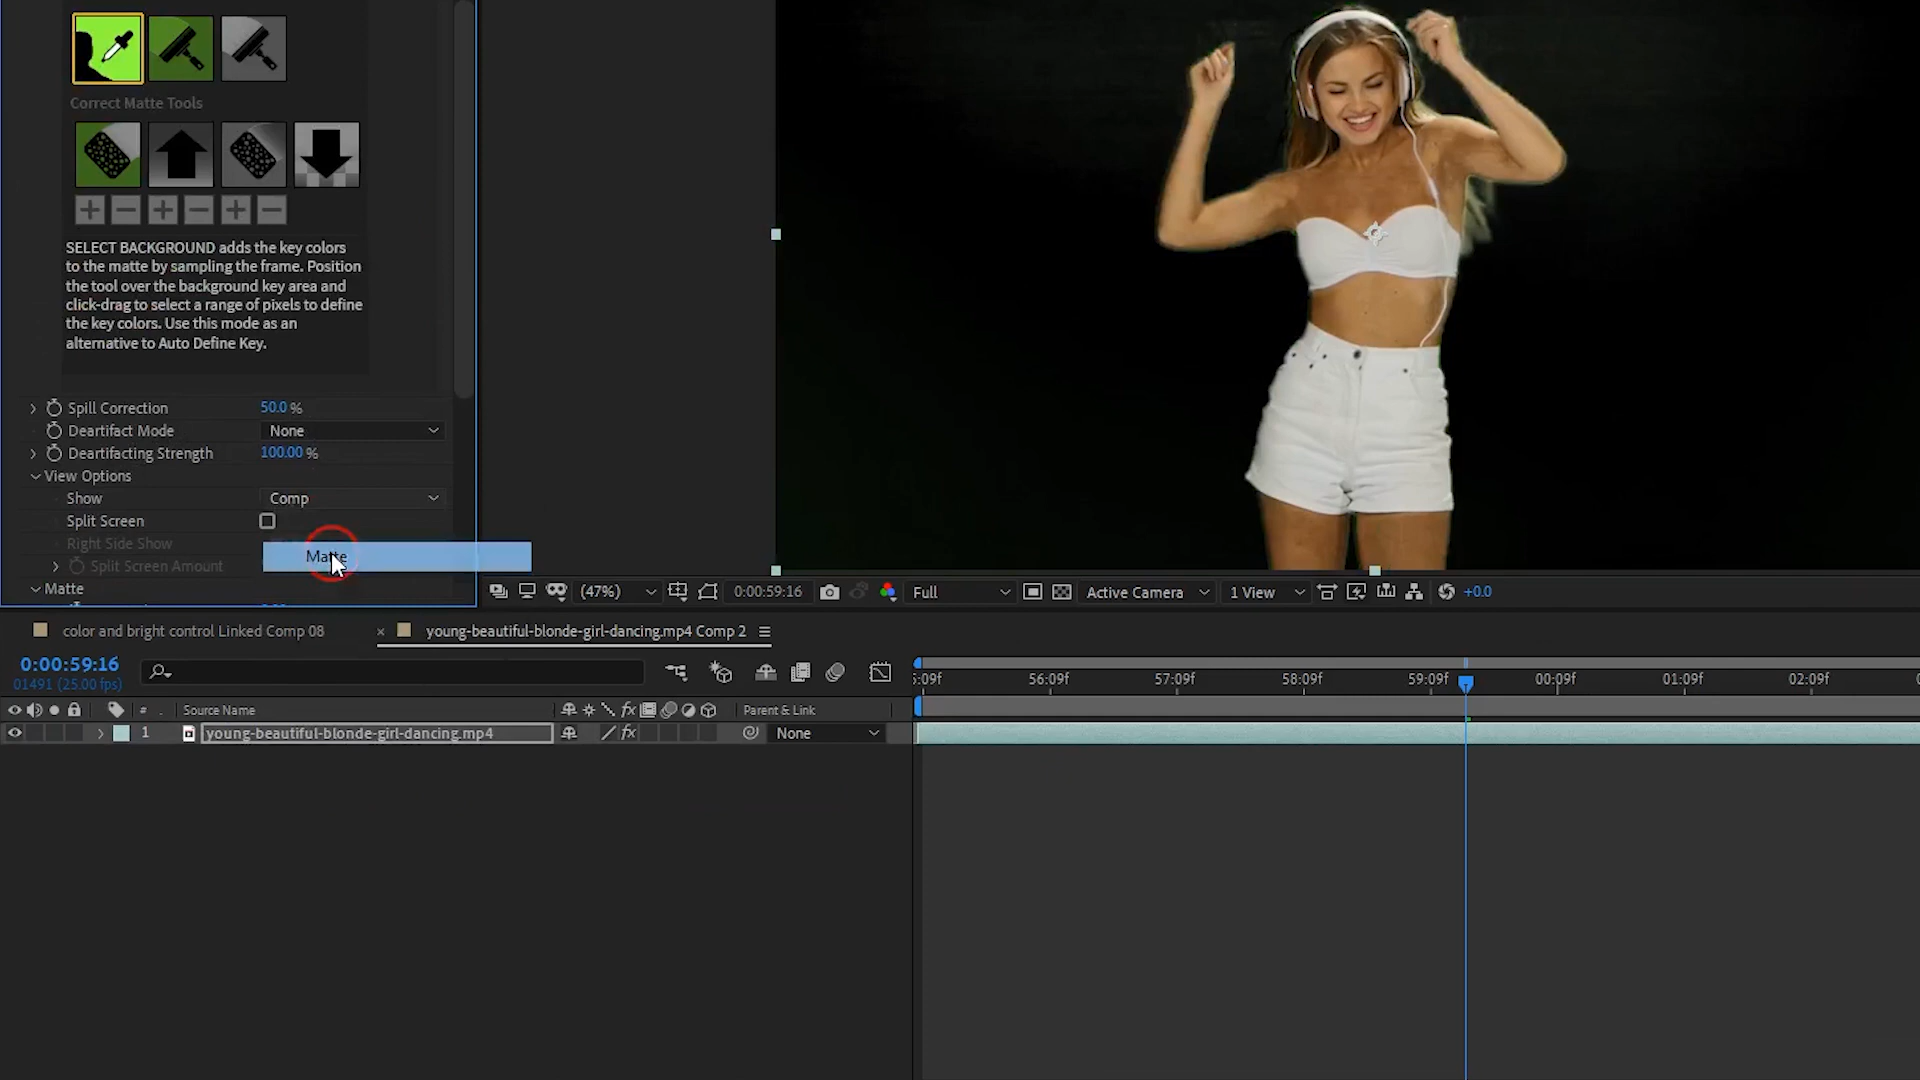 Correct Matte Tools
SELECT BACKGROUND adds the key colors
to the matte by sampling the frame. Position
the tool over the background key area and
click-drag to select a range of pixels to define
the key colors. Use this mode as an
alternative to Auto Define Key.
Spill Correction 50.0 %
Deartifact Mode None
Deartifacting Strength 100.00 %
View Options
Show Comp
Split Screen
Right Side Show
Matte
Split Screen Amount
Matte
(47%) 0:00:59:16 Full Active Camera 1 View +0.0
color and bright control Linked Comp 08 × young-beautiful-blonde-girl-dancing.mp4 Comp 2
0:00:59:16
01491 (25.00 fps)
5:09f 56:09f 57:09f 58:09f 59:09f 00:09f 01:09f 02:09f
# . Source Name fx Parent & Link
1 young-beautiful-blonde-girl-dancing.mp4 fx None